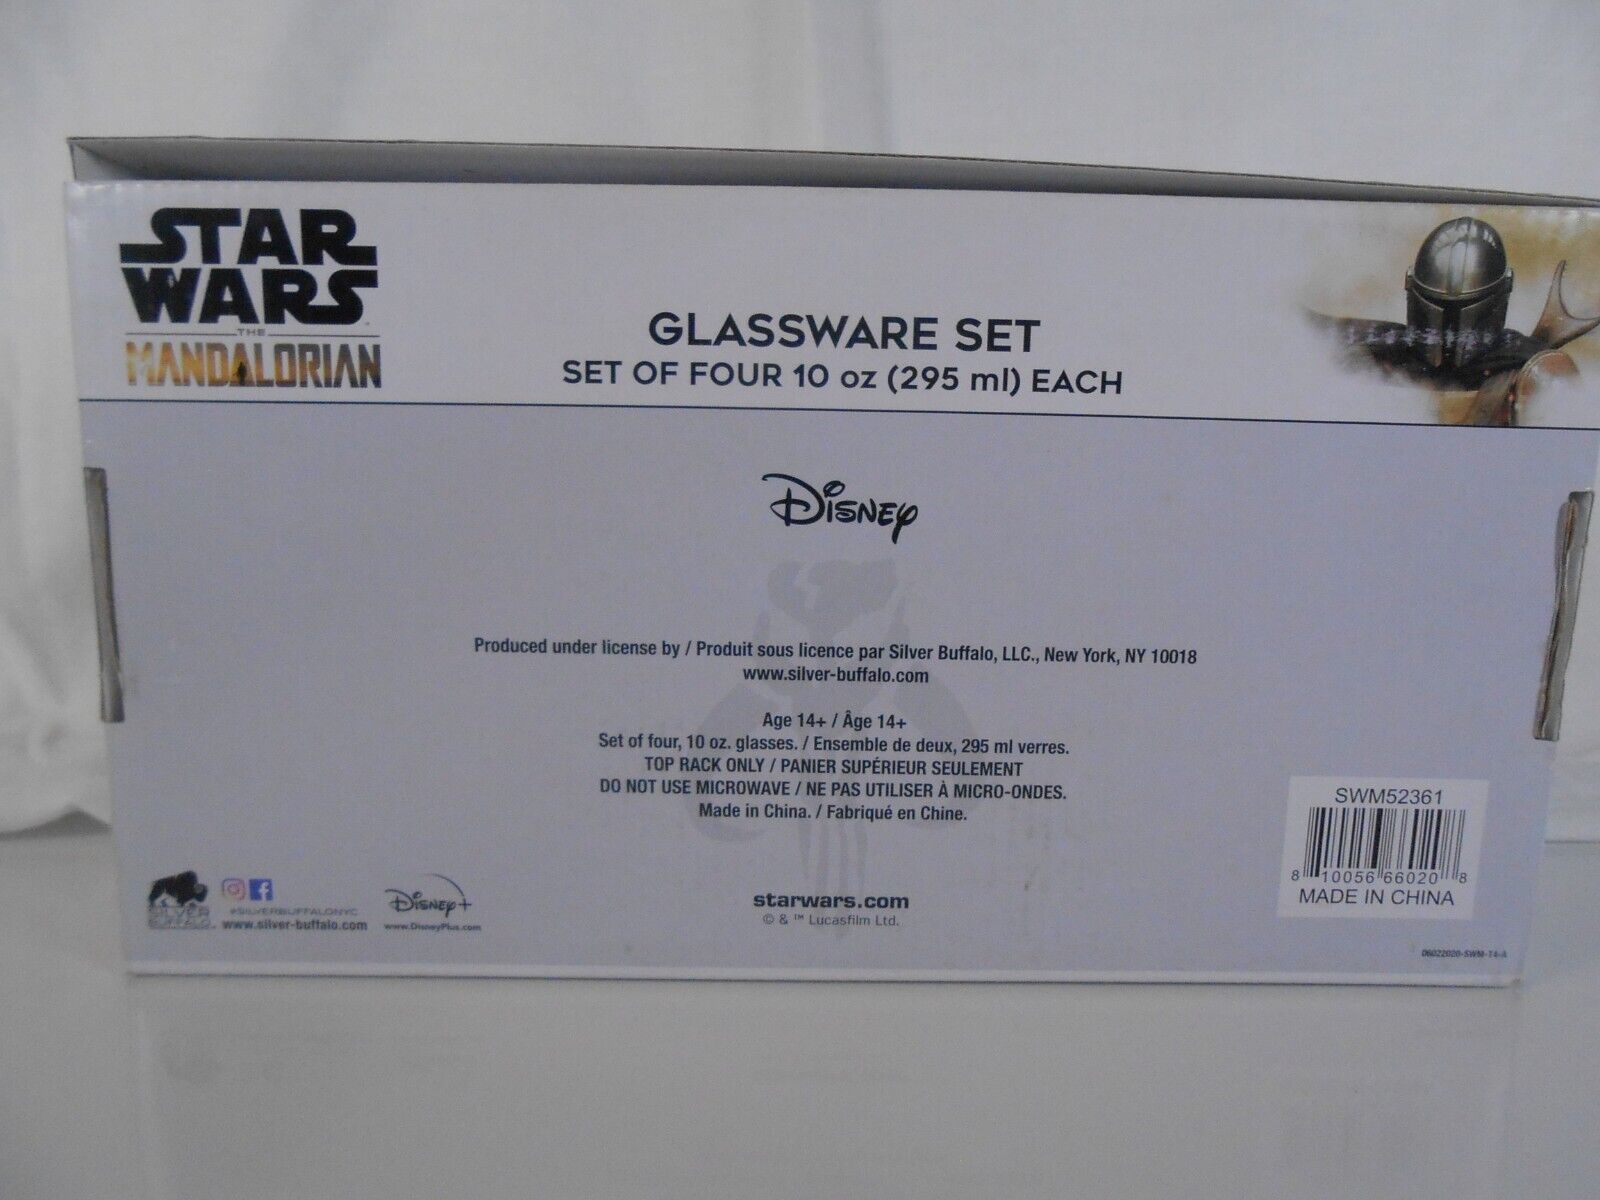 STAR
WARS
THE
MANDALORIAN
GLASSWARE SET
SET OF FOUR 10 oz (295 ml) EACH
Disney
Produced under license by / Produit sous licence par Silver Buffalo, LLC., New York, NY 10018
www.silver-buffalo.com
Age 14+ / Âge 14+
Set of four, 10 oz. glasses. / Ensemble de deux, 295 ml verres.
TOP RACK ONLY / PANIER SUPÉRIEUR SEULEMENT
DO NOT USE MICROWAVE / NE PAS UTILISER À MICRO-ONDES.
Made in China. / Fabriqué en Chine.
SILVER
BUFFALO
#SILVERBUFFALONYC
www.silver-buffalo.com
Disney+
www.DisneyPlus.com
starwars.com
© & ™ Lucasfilm Ltd.
SWM52361
8 10056 66020 8
MADE IN CHINA
06022020-SWM-14-A